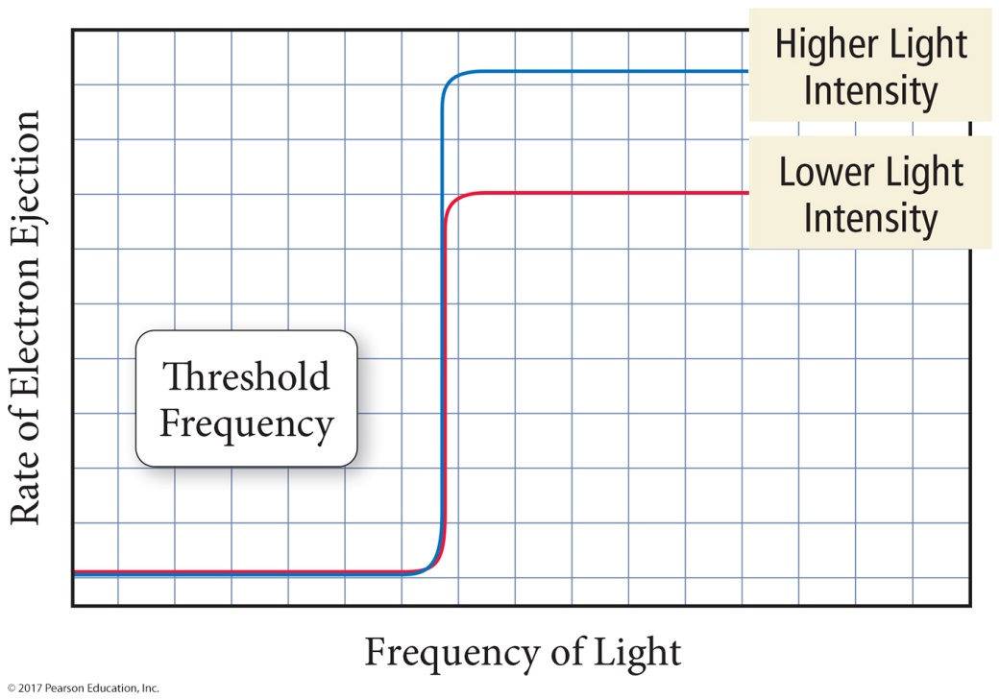 Higher Light
Intensity
Lower Light
Intensity
Rate of Electron Ejection
Threshold
Frequency
Frequency of Light
© 2017 Pearson Education, Inc.